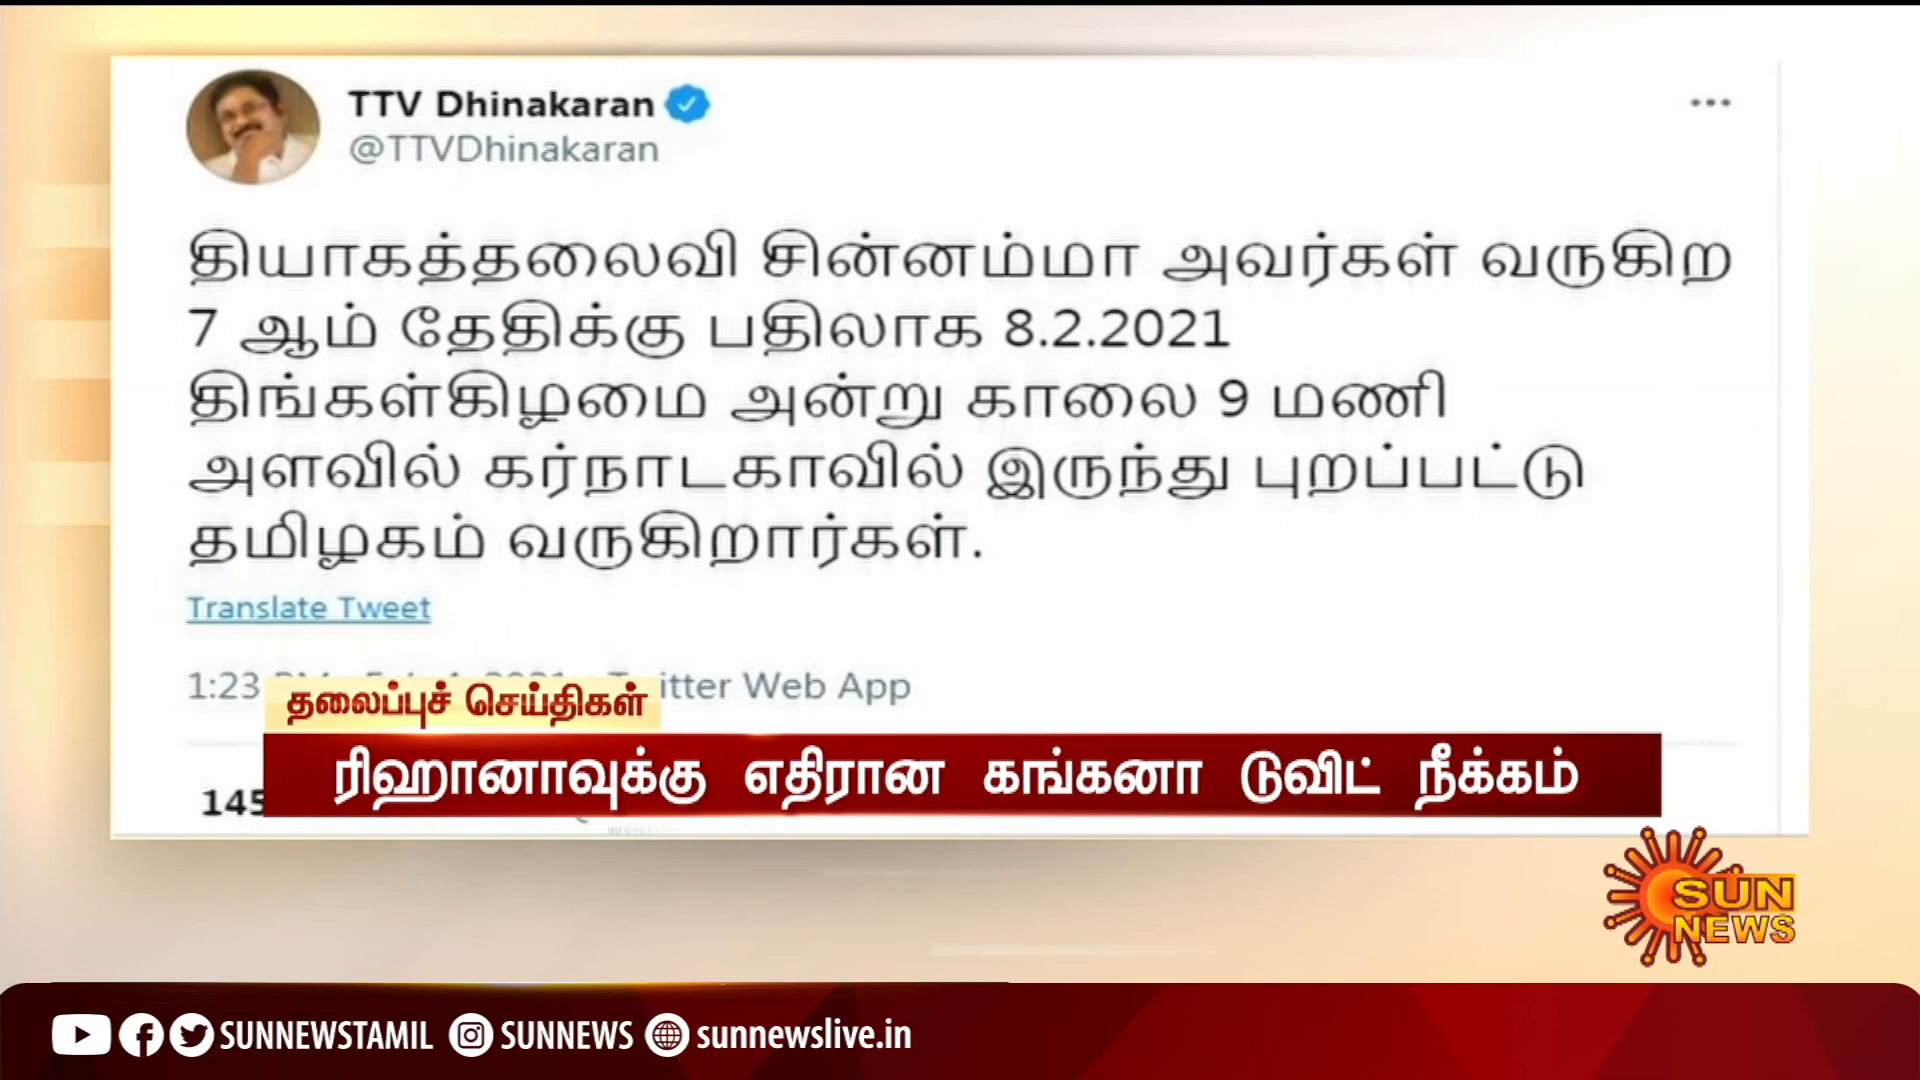 TTV Dhinakaran
@TTVDhinakaran
தியாகத்தலைவி சின்னம்மா அவர்கள் வருகிற
7 ஆம் தேதிக்கு பதிலாக 8.2.2021
திங்கள்கிழமை அன்று காலை 9 மணி
அளவில் கர்நாடகாவில் இருந்து புறப்பட்டு
தமிழகம் வருகிறார்கள்.
Translate Tweet
1:23 Twitter Web App
தலைப்புச் செய்திகள்
ரிஹானாவுக்கு எதிரான கங்கனா டுவிட் நீக்கம்
145
SUN
NEWS
SUNNEWSTAMIL SUNNEWS sunnewslive.in